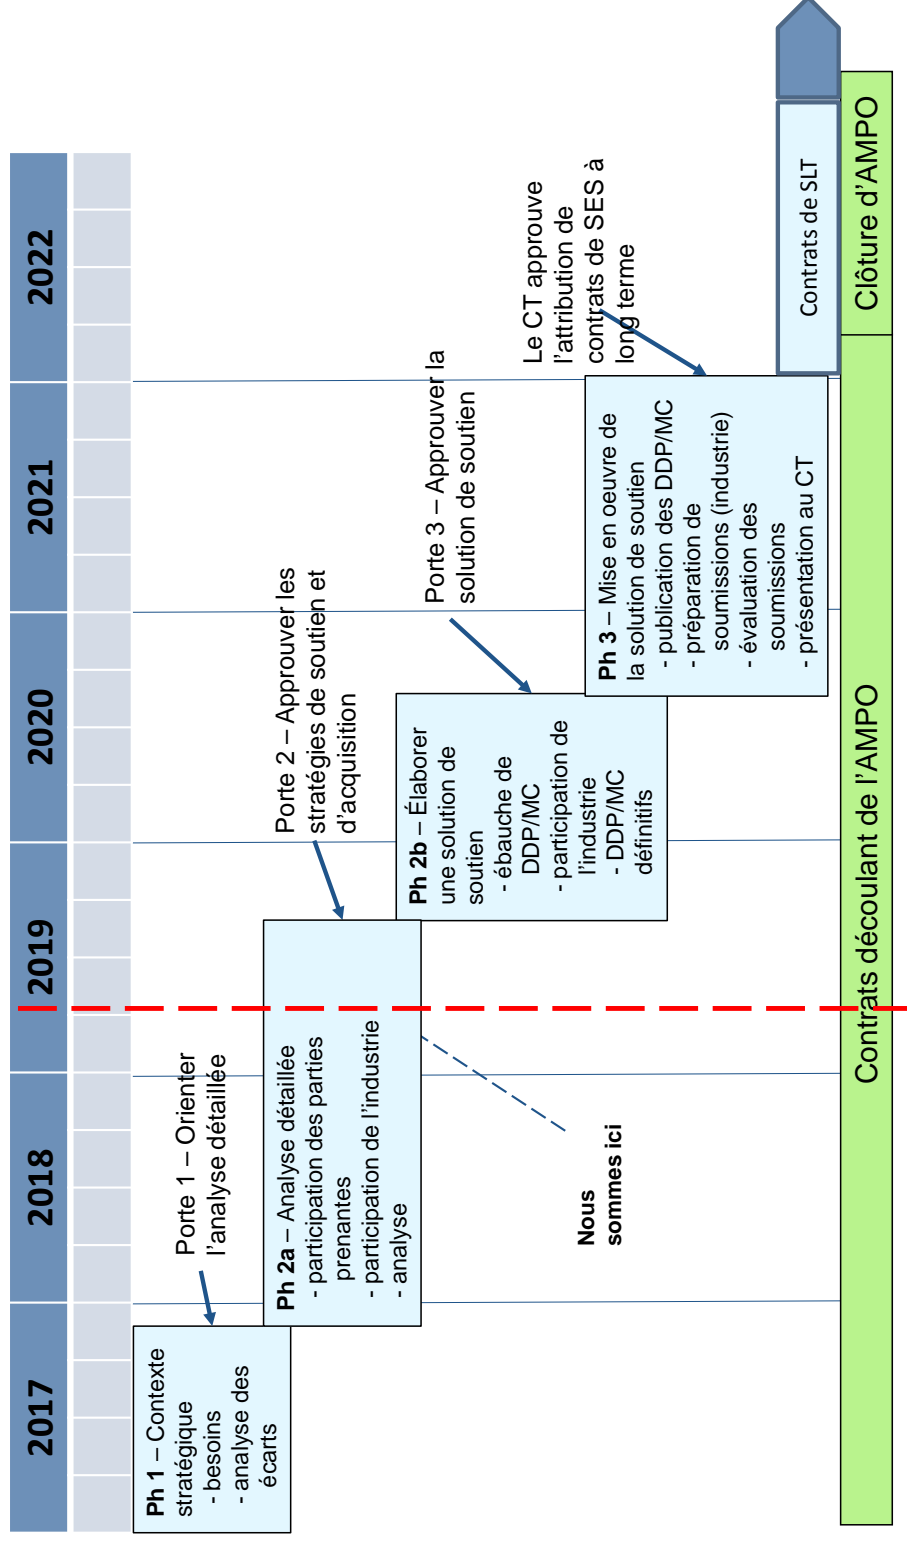 2017
2018
2019
2020
2021
2022
Ph 1 – Contexte
stratégique
- besoins
- analyse des
écarts
Porte 1 – Orienter
l'analyse détaillée
Ph 2a – Analyse détaillée
- participation des parties
prenantes
- participation de l'industrie
- analyse
Porte 2 – Approuver les
stratégies de soutien et
d'acquisition
Ph 2b – Élaborer
une solution de
soutien
- ébauche de
DDP/MC
- participation de
l'industrie
- DDP/MC
définitifs
Porte 3 – Approuver la
solution de soutien
Le CT approuve
l'attribution de
contrats de SES à
long terme
Ph 3 – Mise en oeuvre de
la solution de soutien
- publication des DDP/MC
- préparation de
soumissions (industrie)
- évaluation des
soumissions
- présentation au CT
Nous
sommes ici
Contrats de SLT
Contrats découlant de l'AMPO
Clôture d'AMPO